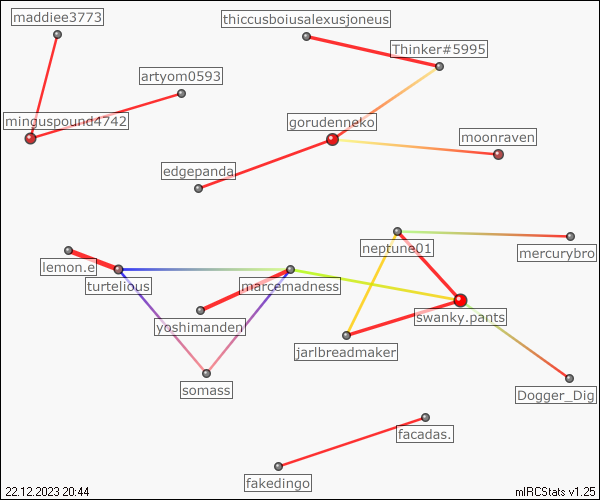 maddiee3773
thiccusboiusalexusjoneus
Thinker#5995
artyom0593
minguspound4742
gorudenneko
moonraven
edgepanda
neptune01
mercurybro
lemon.e
turtelious
marcenadness
swanky.pants
yoshimanden
jarlbreadmaker
somass
Dogger_Dig
facadas.
fakedingo
22.12.2023 20:44
mIRCStats v1.25